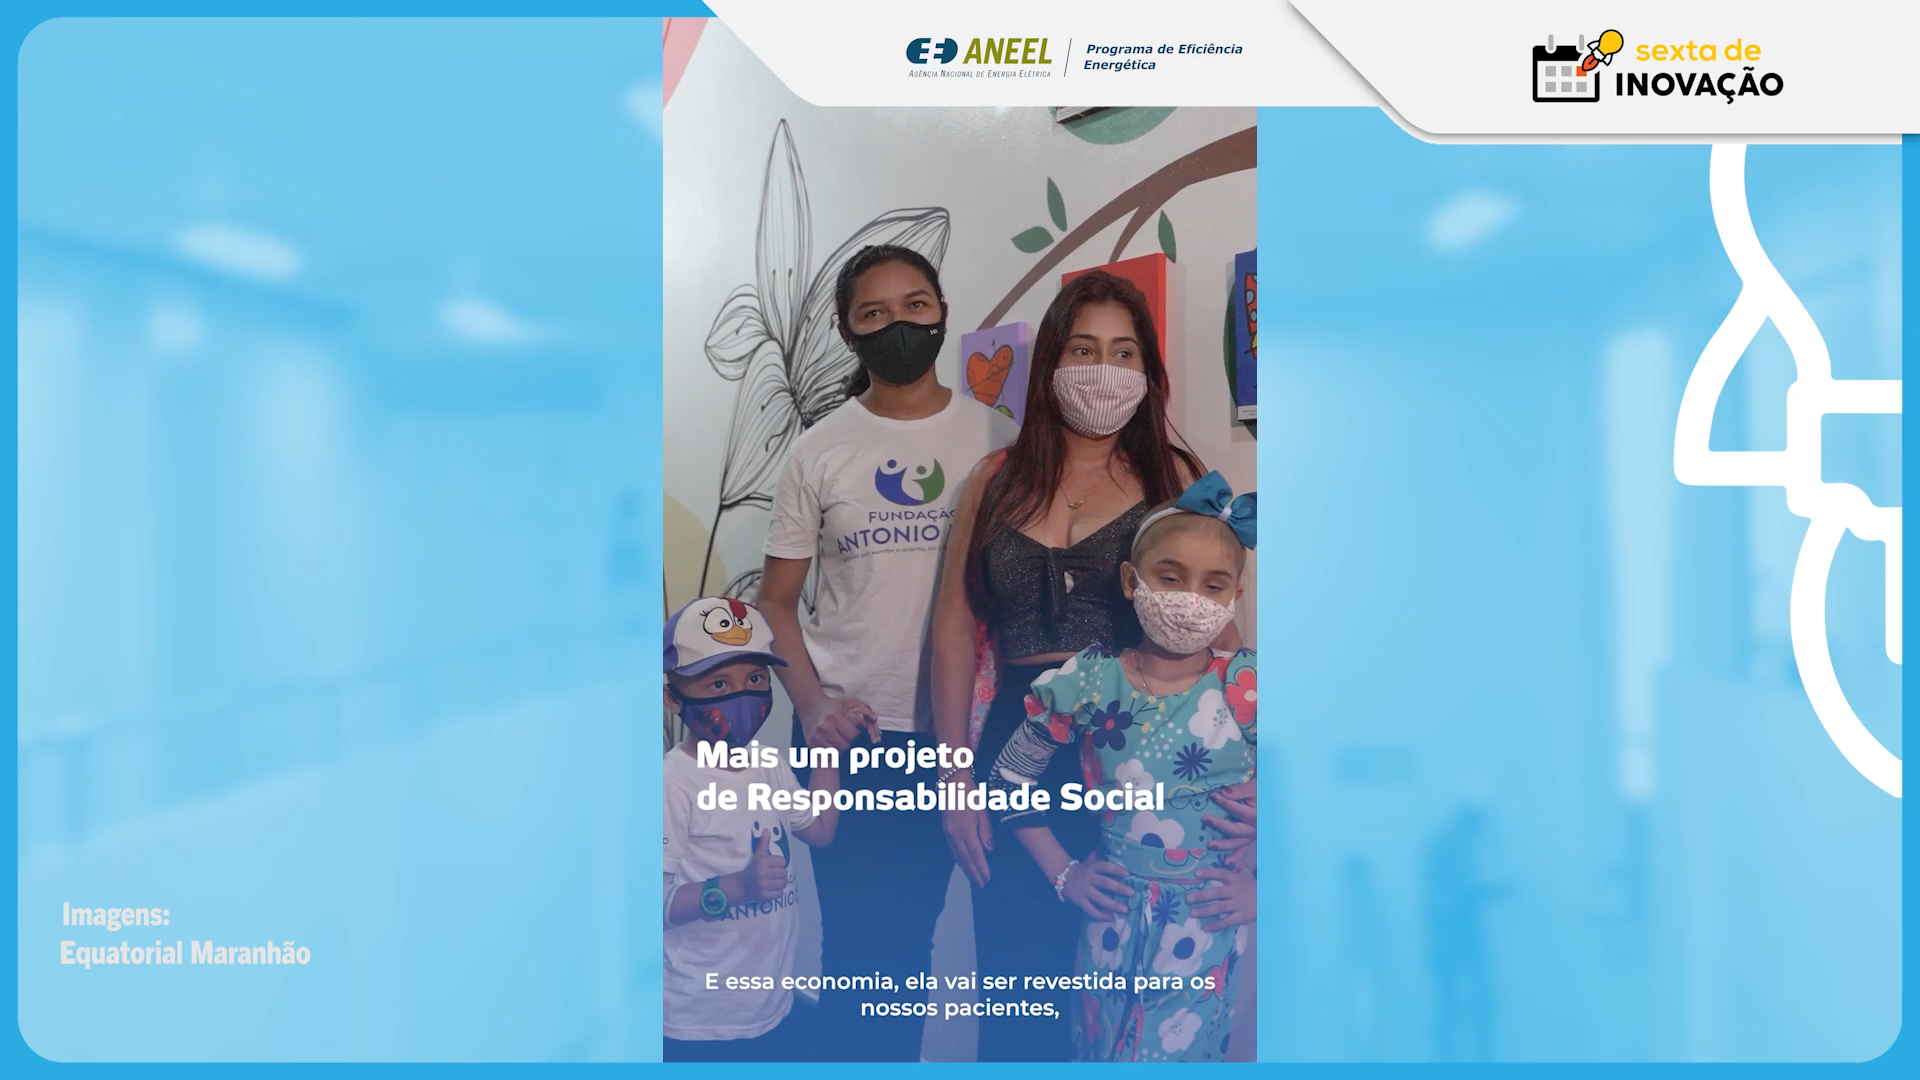 ANEEL
AGÊNCIA NACIONAL DE ENERGIA ELÉTRICA
Programa de Eficiência
Energética
sexta de
INOVAÇÃO
FUNDAÇÃO
ANTONIO
Mais um projeto
de Responsabilidade Social
ANTONIO
Imagens:
Equatorial Maranhão
E essa economia, ela vai ser revestida para os
nossos pacientes,